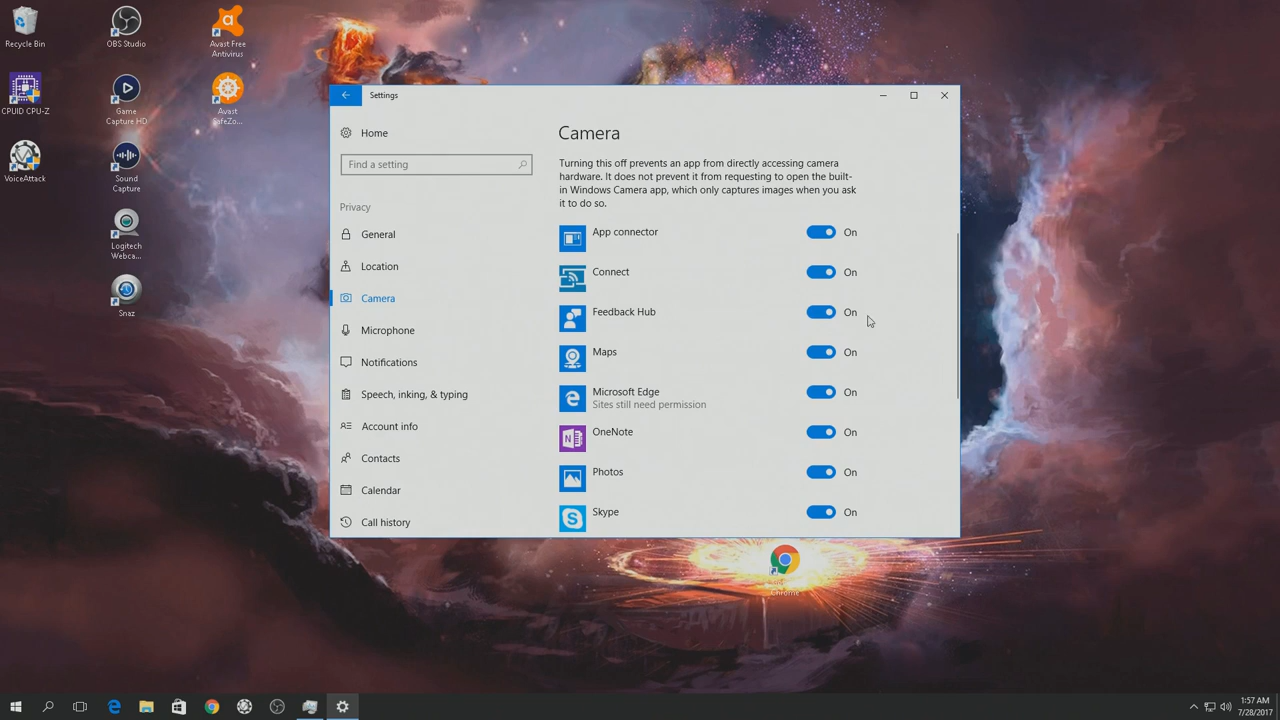 Recycle Bin
OBS Studio
Avast Free
Antivirus
CPUID CPU-Z
Game
Capture HD
Avast
SafeZo...
VoiceAttack
Sound
Capture
Logitech
Webca...
Snaz
Settings
Home
Find a setting
Privacy
General
Location
Camera
Microphone
Notifications
Speech, inking, & typing
Account info
Contacts
Calendar
Call history
Camera
Turning this off prevents an app from directly accessing camera
hardware. It does not prevent it from requesting to open the built-
in Windows Camera app, which only captures images when you ask
it to do so.
App connector On
Connect On
Feedback Hub On
Maps On
Microsoft Edge On
Sites still need permission
OneNote On
N
Photos On
Skype On
S
Chrome
1:57 AM
7/28/2017